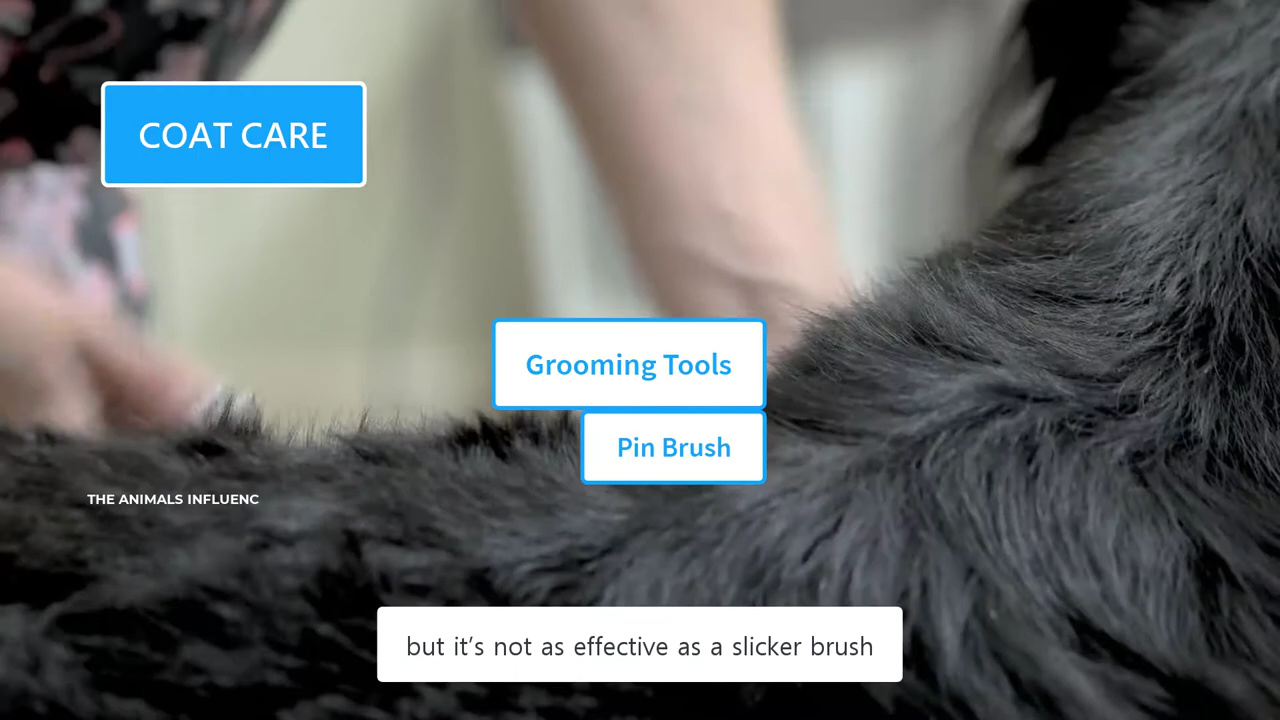 COAT CARE
Grooming Tools
Pin Brush
THE ANIMALS INFLUENC
but it's not as effective as a slicker brush